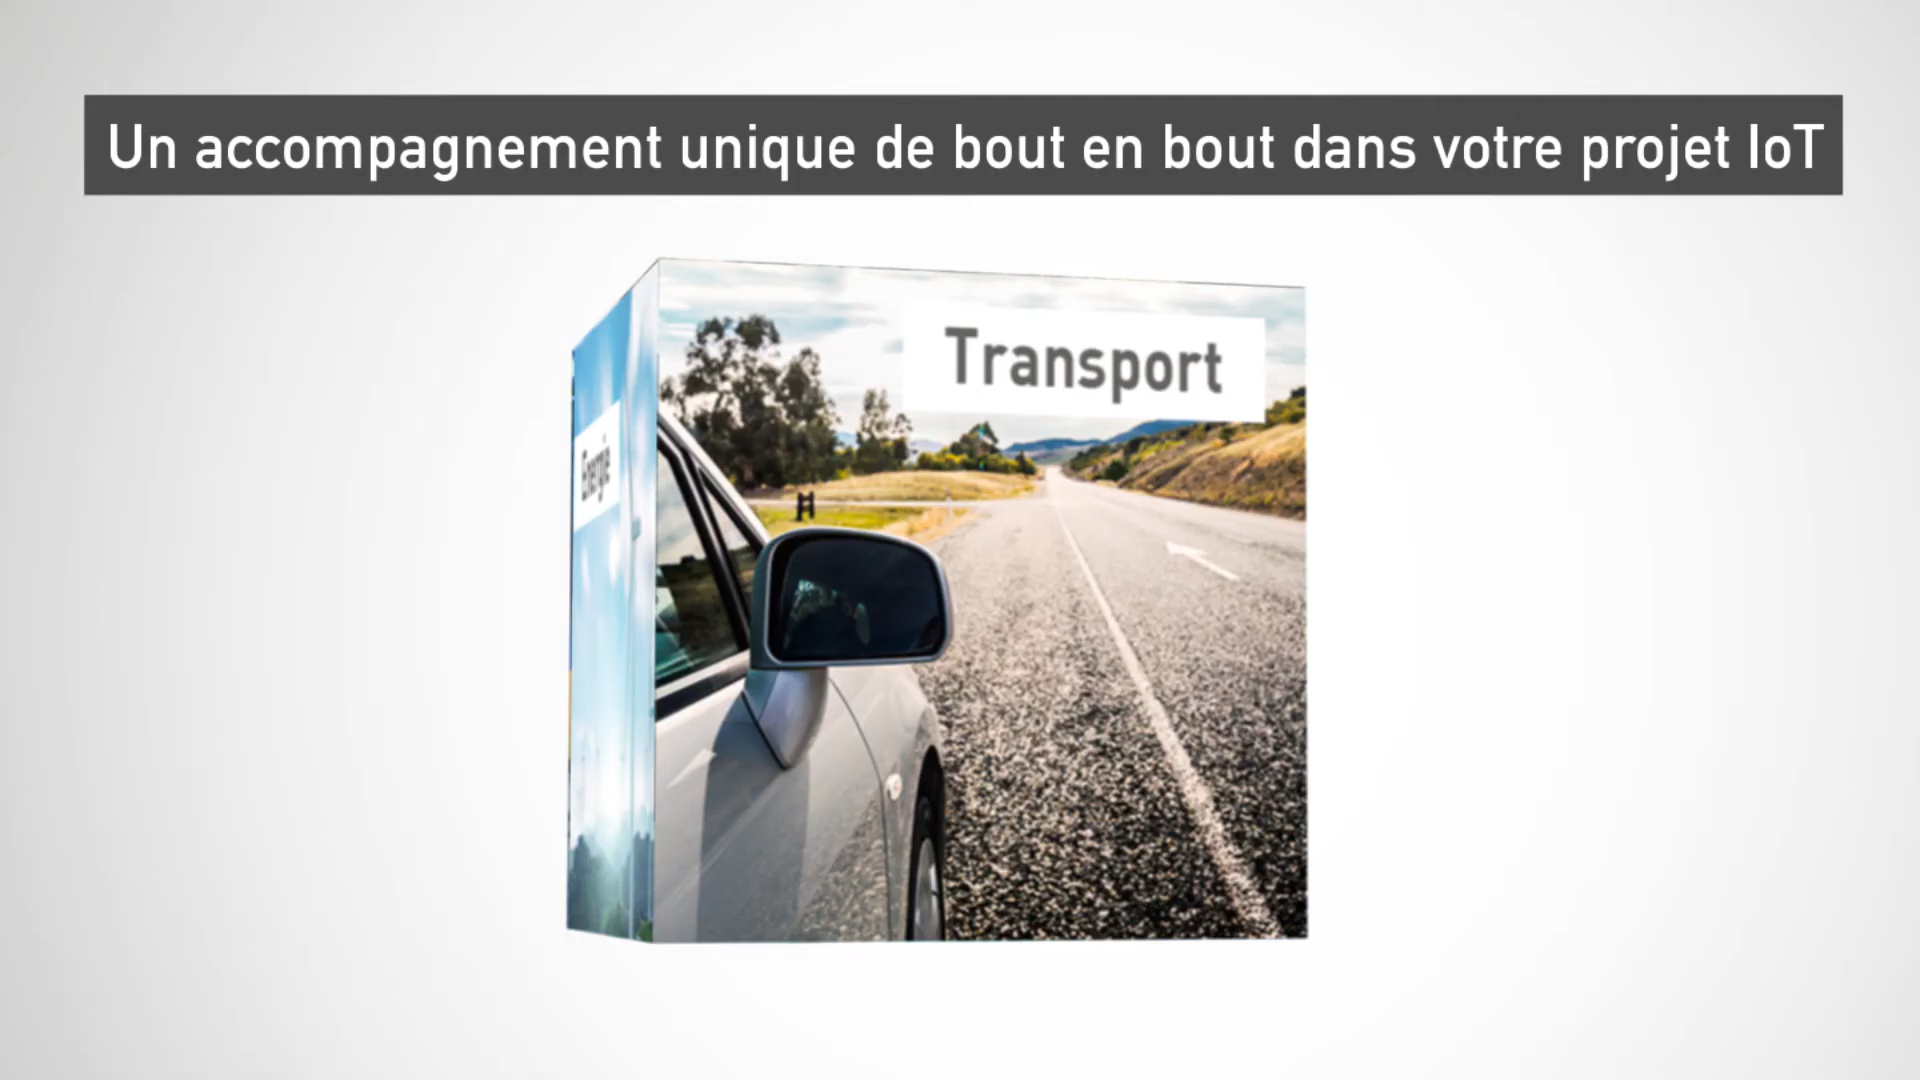 Un accompagnement unique de bout en bout dans votre projet IoT
Transport
Energie